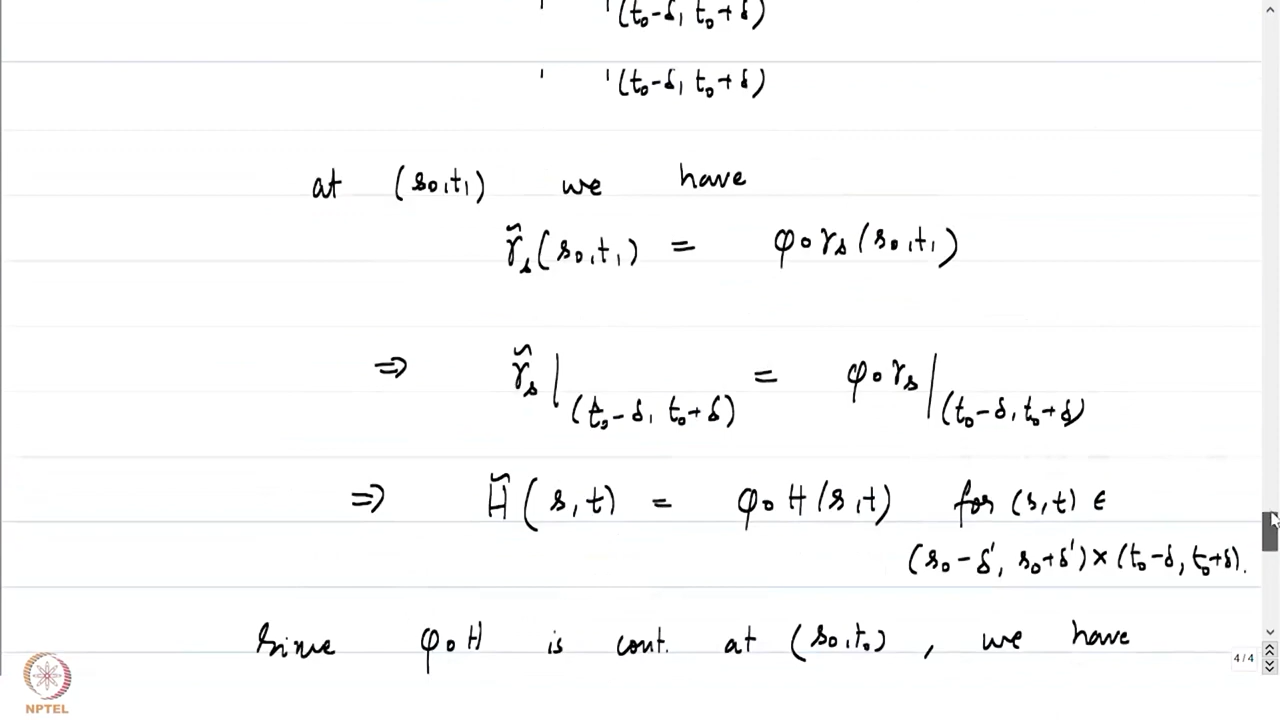 (t₀-δ, t₀+δ)
(t₀-δ, t₀+δ)
at (s₀,t₁) we have
γ̃ₛ(s₀,t₁) = φ∘γₛ(s₀,t₁)
⇒ γ̃ₛ|(t₀-δ, t₀+δ) = φ∘γₛ|(t₀-δ, t₀+δ)
⇒ H̃(s,t) = φ∘H(s,t) for (s,t) ∈
(s₀-δ', s₀+δ')×(t₀-δ, t₀+δ).
Since φ∘H is cont. at (s₀,t₀), we have
4/4
NPTEL